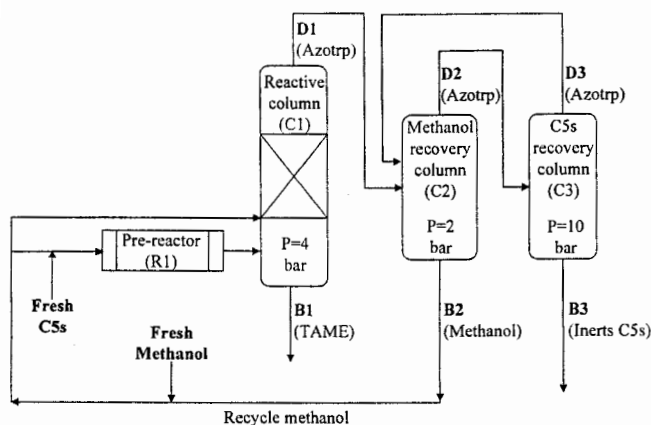 D1
(Azotrp)
D2
(Azotrp)
D3
(Azotrp)
Reactive
column
(C1)
P=4
bar
Methanol
recovery
column
(C2)
P=2
bar
C5s
recovery
column
(C3)
P=10
bar
Pre-reactor
(R1)
Fresh
C5s
Fresh
Methanol
B1
(TAME)
B2
(Methanol)
B3
(Inerts C5s)
Recycle methanol